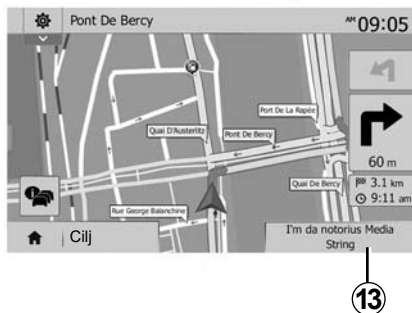 Pont De Bercy
AM 09:05
Port De La Rapée
Quai D'Austerlitz
Pont De Bercy
60 m
Quai De Bercy
3.1 km
9:11 am
Rue George Balanchine
Cilj
I'm da notorius Media
String
13